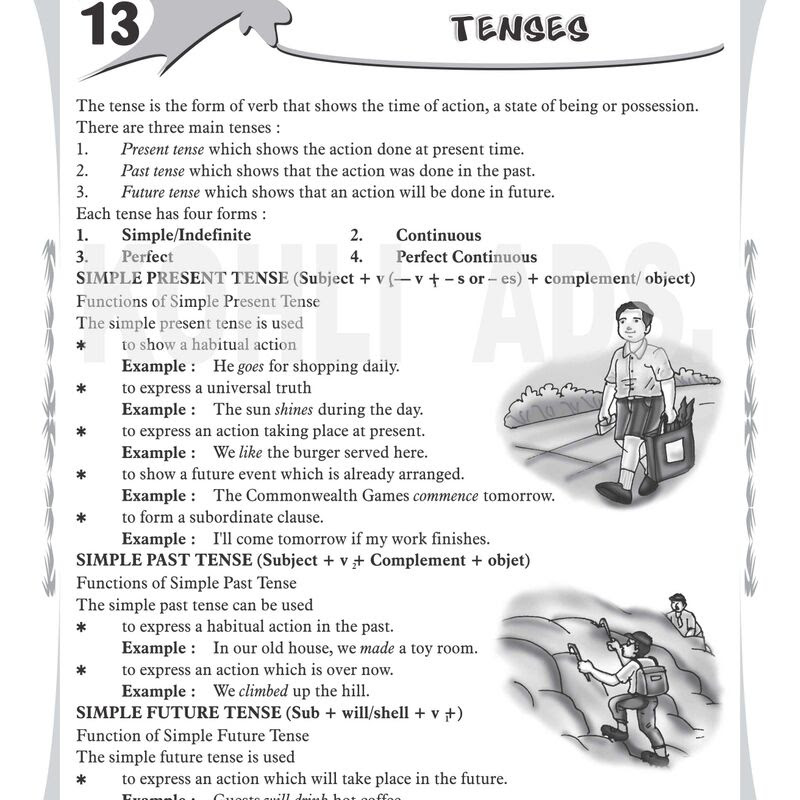 13
TENSES
The tense is the form of verb that shows the time of action, a state of being or possession.
There are three main tenses :
1. Present tense which shows the action done at present time.
2. Past tense which shows that the action was done in the past.
3. Future tense which shows that an action will be done in future.
Each tense has four forms :
1. Simple/Indefinite 2. Continuous
3. Perfect 4. Perfect Continuous
SIMPLE PRESENT TENSE (Subject + v (— v + – s or – es) + complement/ object)
Functions of Simple Present Tense
The simple present tense is used
* to show a habitual action
Example : He goes for shopping daily.
* to express a universal truth
Example : The sun shines during the day.
* to express an action taking place at present.
Example : We like the burger served here.
* to show a future event which is already arranged.
Example : The Commonwealth Games commence tomorrow.
* to form a subordinate clause.
Example : I'll come tomorrow if my work finishes.
SIMPLE PAST TENSE (Subject + v2+ Complement + objet)
Functions of Simple Past Tense
The simple past tense can be used
* to express a habitual action in the past.
Example : In our old house, we made a toy room.
* to express an action which is over now.
Example : We climbed up the hill.
SIMPLE FUTURE TENSE (Sub + will/shell + v1+)
Function of Simple Future Tense
The simple future tense is used
* to express an action which will take place in the future.
Example : Guests will drink hot coffee.
KOHLI ADS.